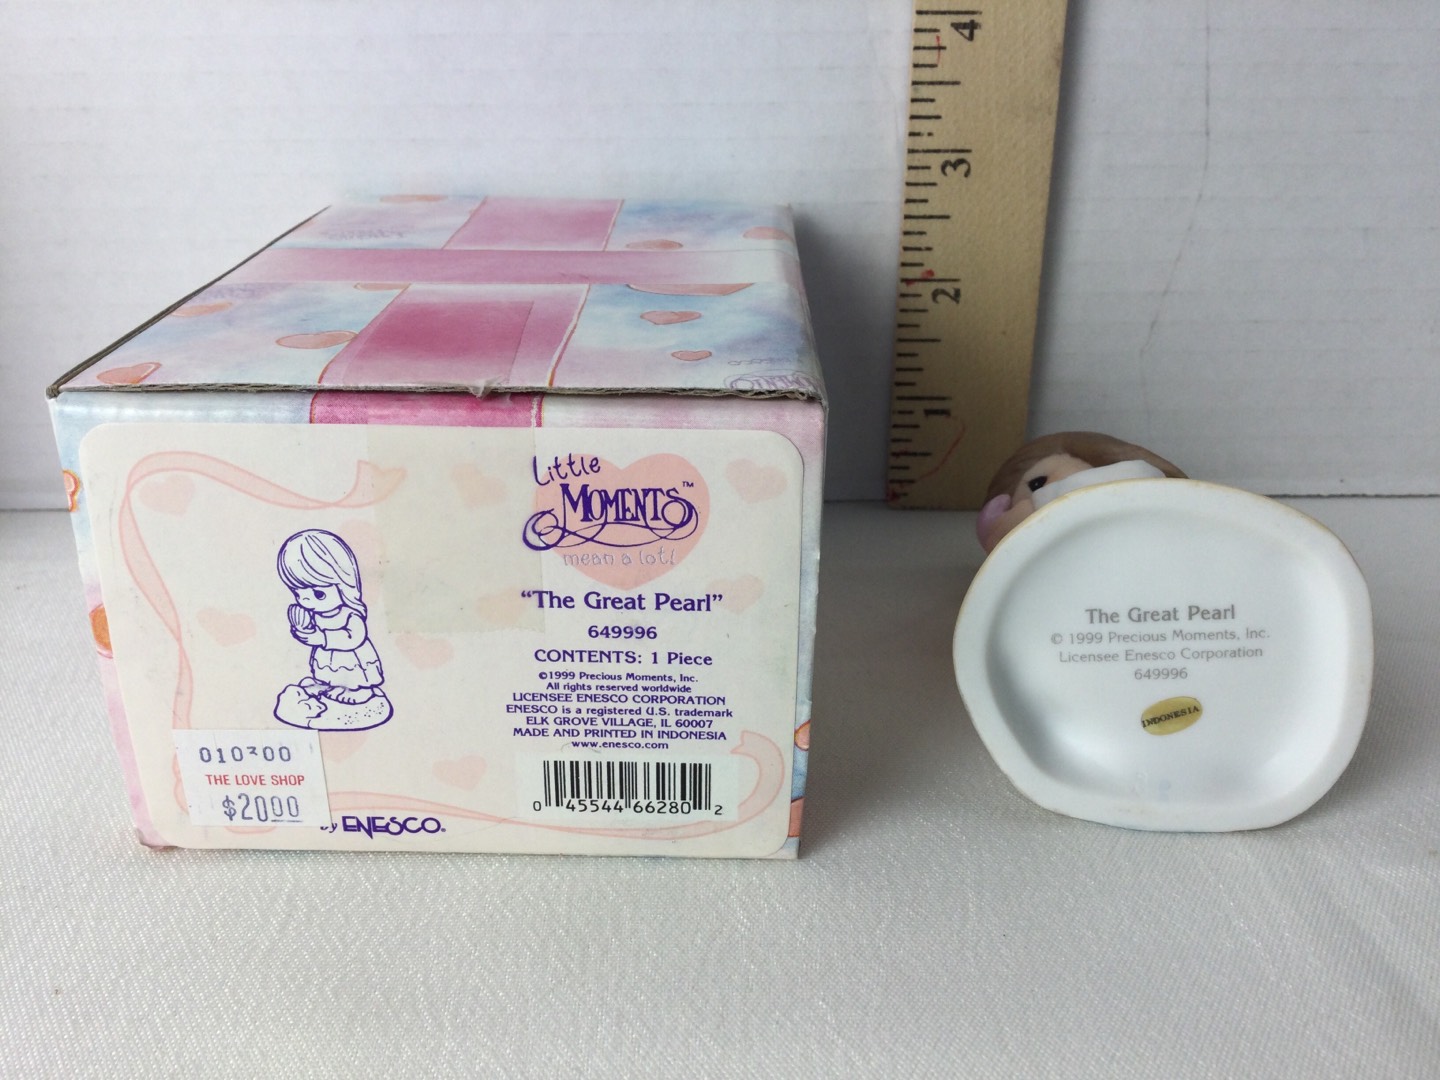 Little
MOMENTS™
mean a lot!
“The Great Pearl”
649996
CONTENTS: 1 Piece
©1999 Precious Moments, Inc.
All rights reserved worldwide
LICENSEE ENESCO CORPORATION
ENESCO is a registered U.S. trademark
ELK GROVE VILLAGE, IL 60007
MADE AND PRINTED IN INDONESIA
www.enesco.com
0 45544 66280 2
010300
THE LOVE SHOP
$2000
by ENESCO®
4
3
2
1
The Great Pearl
© 1999 Precious Moments, Inc.
Licensee Enesco Corporation
649996
INDONESIA